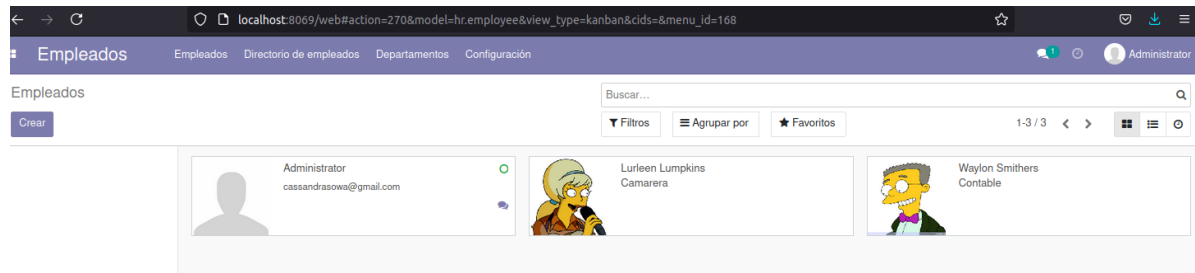 localhost:8069/web#action=270&model=hr.employee&view_type=kanban&cids=&menu_id=168
Empleados Empleados Directorio de empleados Departamentos Configuración 1 Administrator
Empleados Buscar...
Crear Filtros Agrupar por Favoritos 1-3 / 3
Administrator
cassandrasowa@gmail.com
Lurleen Lumpkins
Camarera
Waylon Smithers
Contable